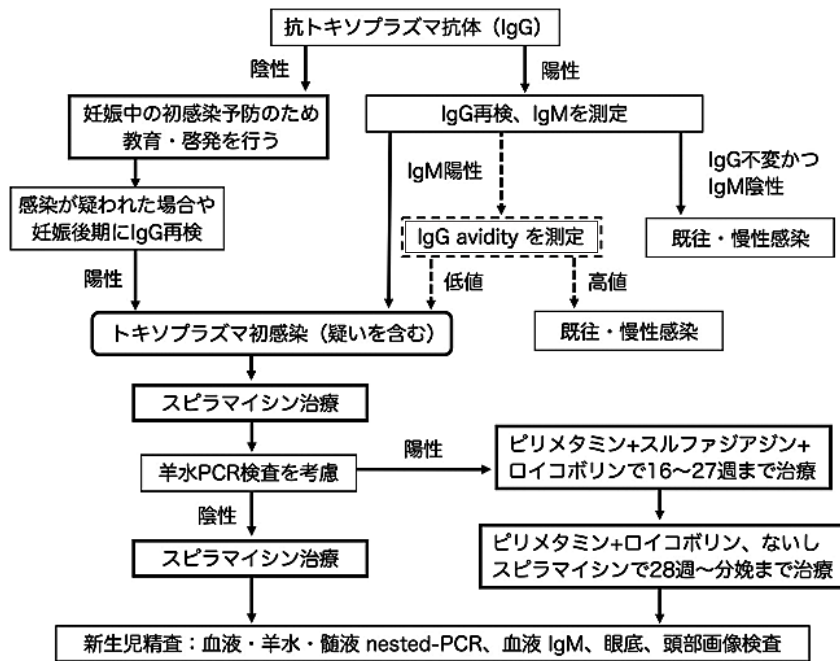 抗トキソプラズマ抗体（IgG）
陰性
陽性
妊娠中の初感染予防のため
教育・啓発を行う
IgG再検、IgMを測定
IgM陽性
IgG不変かつ
IgM陰性
感染が疑われた場合や
妊娠後期にIgG再検
IgG avidity を測定
既往・慢性感染
陽性
低値
高値
トキソプラズマ初感染（疑いを含む）
既往・慢性感染
スピラマイシン治療
羊水PCR検査を考慮
陽性
ピリメタミン+スルファジアジン+
ロイコボリンで16〜27週まで治療
陰性
スピラマイシン治療
ピリメタミン+ロイコボリン、ないし
スピラマイシンで28週〜分娩まで治療
新生児精査：血液・羊水・髄液 nested-PCR、血液 IgM、眼底、頭部画像検査